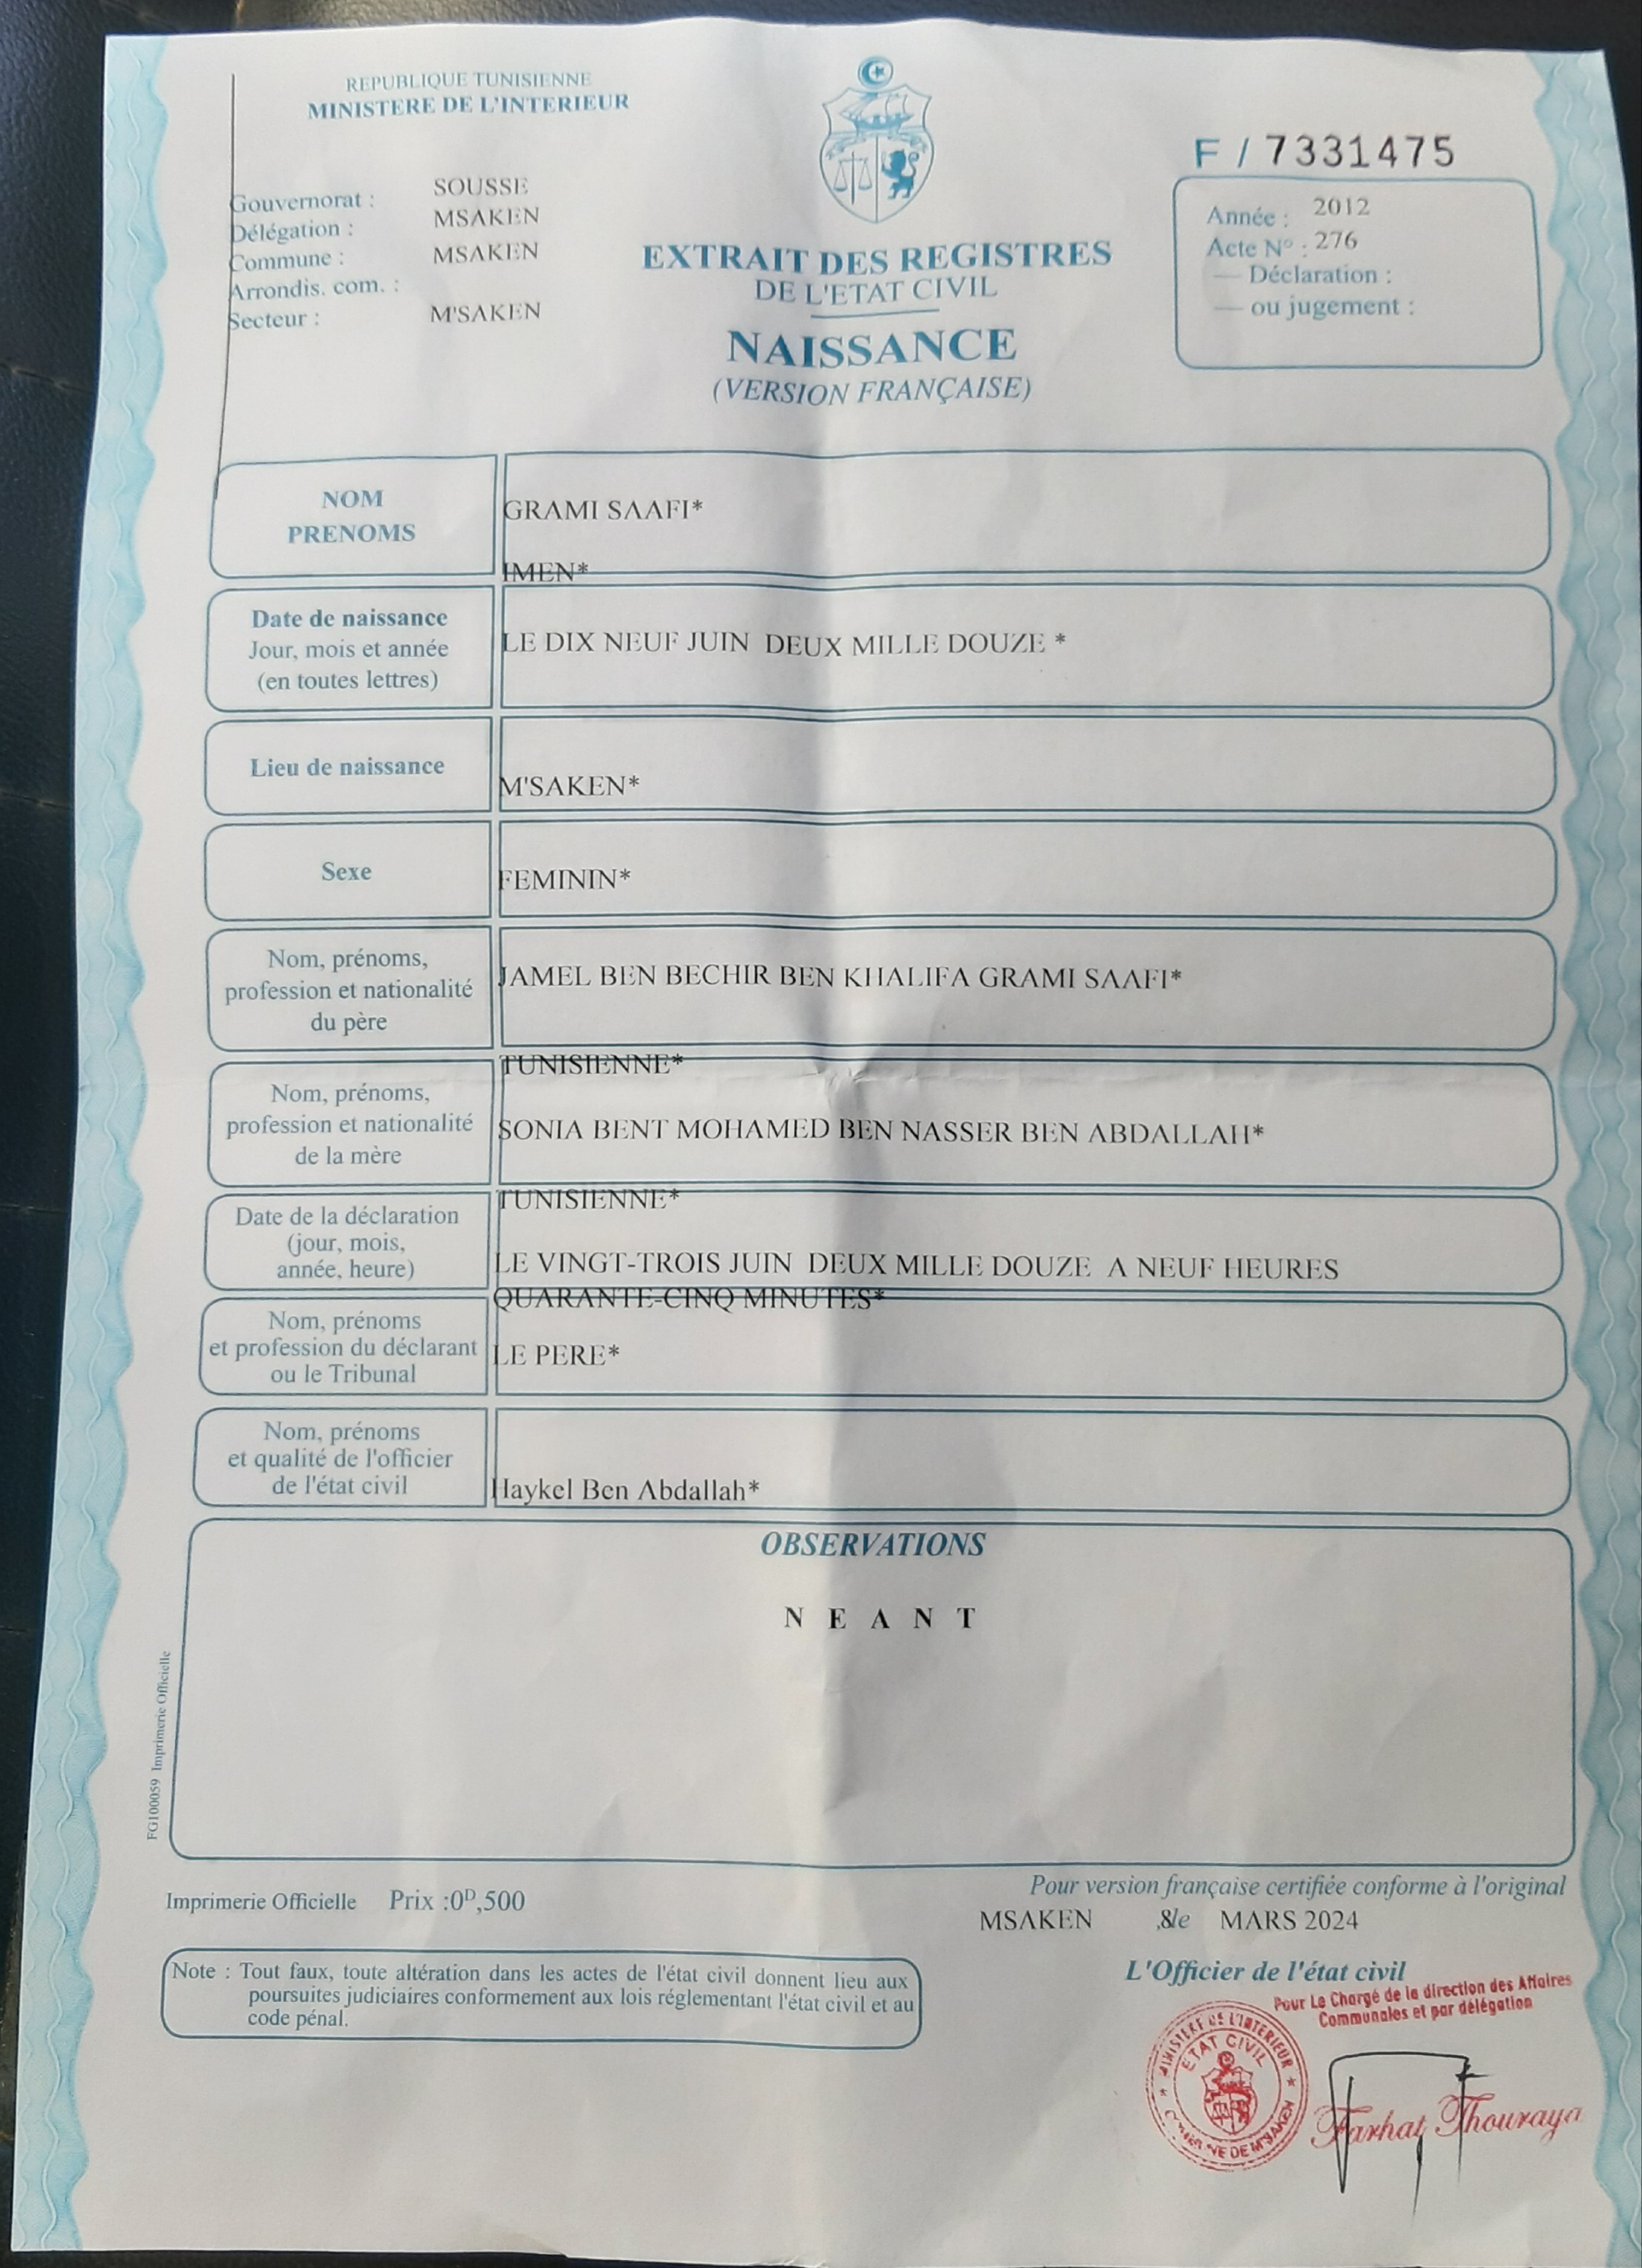 REPUBLIQUE TUNISIENNE
MINISTERE DE L'INTERIEUR
Gouvernorat : SOUSSE
Délégation : MSAKEN
Commune : MSAKEN
Arrondis. com. :
Secteur : M'SAKEN
EXTRAIT DES REGISTRES
DE L'ETAT CIVIL
NAISSANCE
(VERSION FRANÇAISE)
F / 7331475
Année : 2012
Acte N° : 276
— Déclaration :
— ou jugement :
NOM
PRENOMS
GRAMI SAAFI*
IMEN*
Date de naissance
Jour, mois et année
(en toutes lettres)
LE DIX NEUF JUIN DEUX MILLE DOUZE *
Lieu de naissance
M'SAKEN*
Sexe
FEMININ*
Nom, prénoms,
profession et nationalité
du père
JAMEL BEN BECHIR BEN KHALIFA GRAMI SAAFI*
TUNISIENNE*
Nom, prénoms,
profession et nationalité
de la mère
SONIA BENT MOHAMED BEN NASSER BEN ABDALLAH*
TUNISIENNE*
Date de la déclaration
(jour, mois,
année, heure)
LE VINGT-TROIS JUIN DEUX MILLE DOUZE A NEUF HEURES
QUARANTE-CINQ MINUTES*
Nom, prénoms
et profession du déclarant
ou le Tribunal
LE PERE*
Nom, prénoms
et qualité de l'officier
de l'état civil
Haykel Ben Abdallah*
OBSERVATIONS
N E A N T
FG100059 Imprimerie Officielle
Imprimerie Officielle Prix :0ᴰ,500
Pour version française certifiée conforme à l'original
MSAKEN ,8le MARS 2024
Note : Tout faux, toute altération dans les actes de l'état civil donnent lieu aux
poursuites judiciaires conformement aux lois réglementant l'état civil et au
code pénal.
L'Officier de l'état civil
Pour Le Chargé de la direction des Affaires
Communales et par délégation
MINISTERE DE L'INTERIEUR
ETAT CIVIL
COMMUNE DE M'SAKEN
Farhat Thouraya